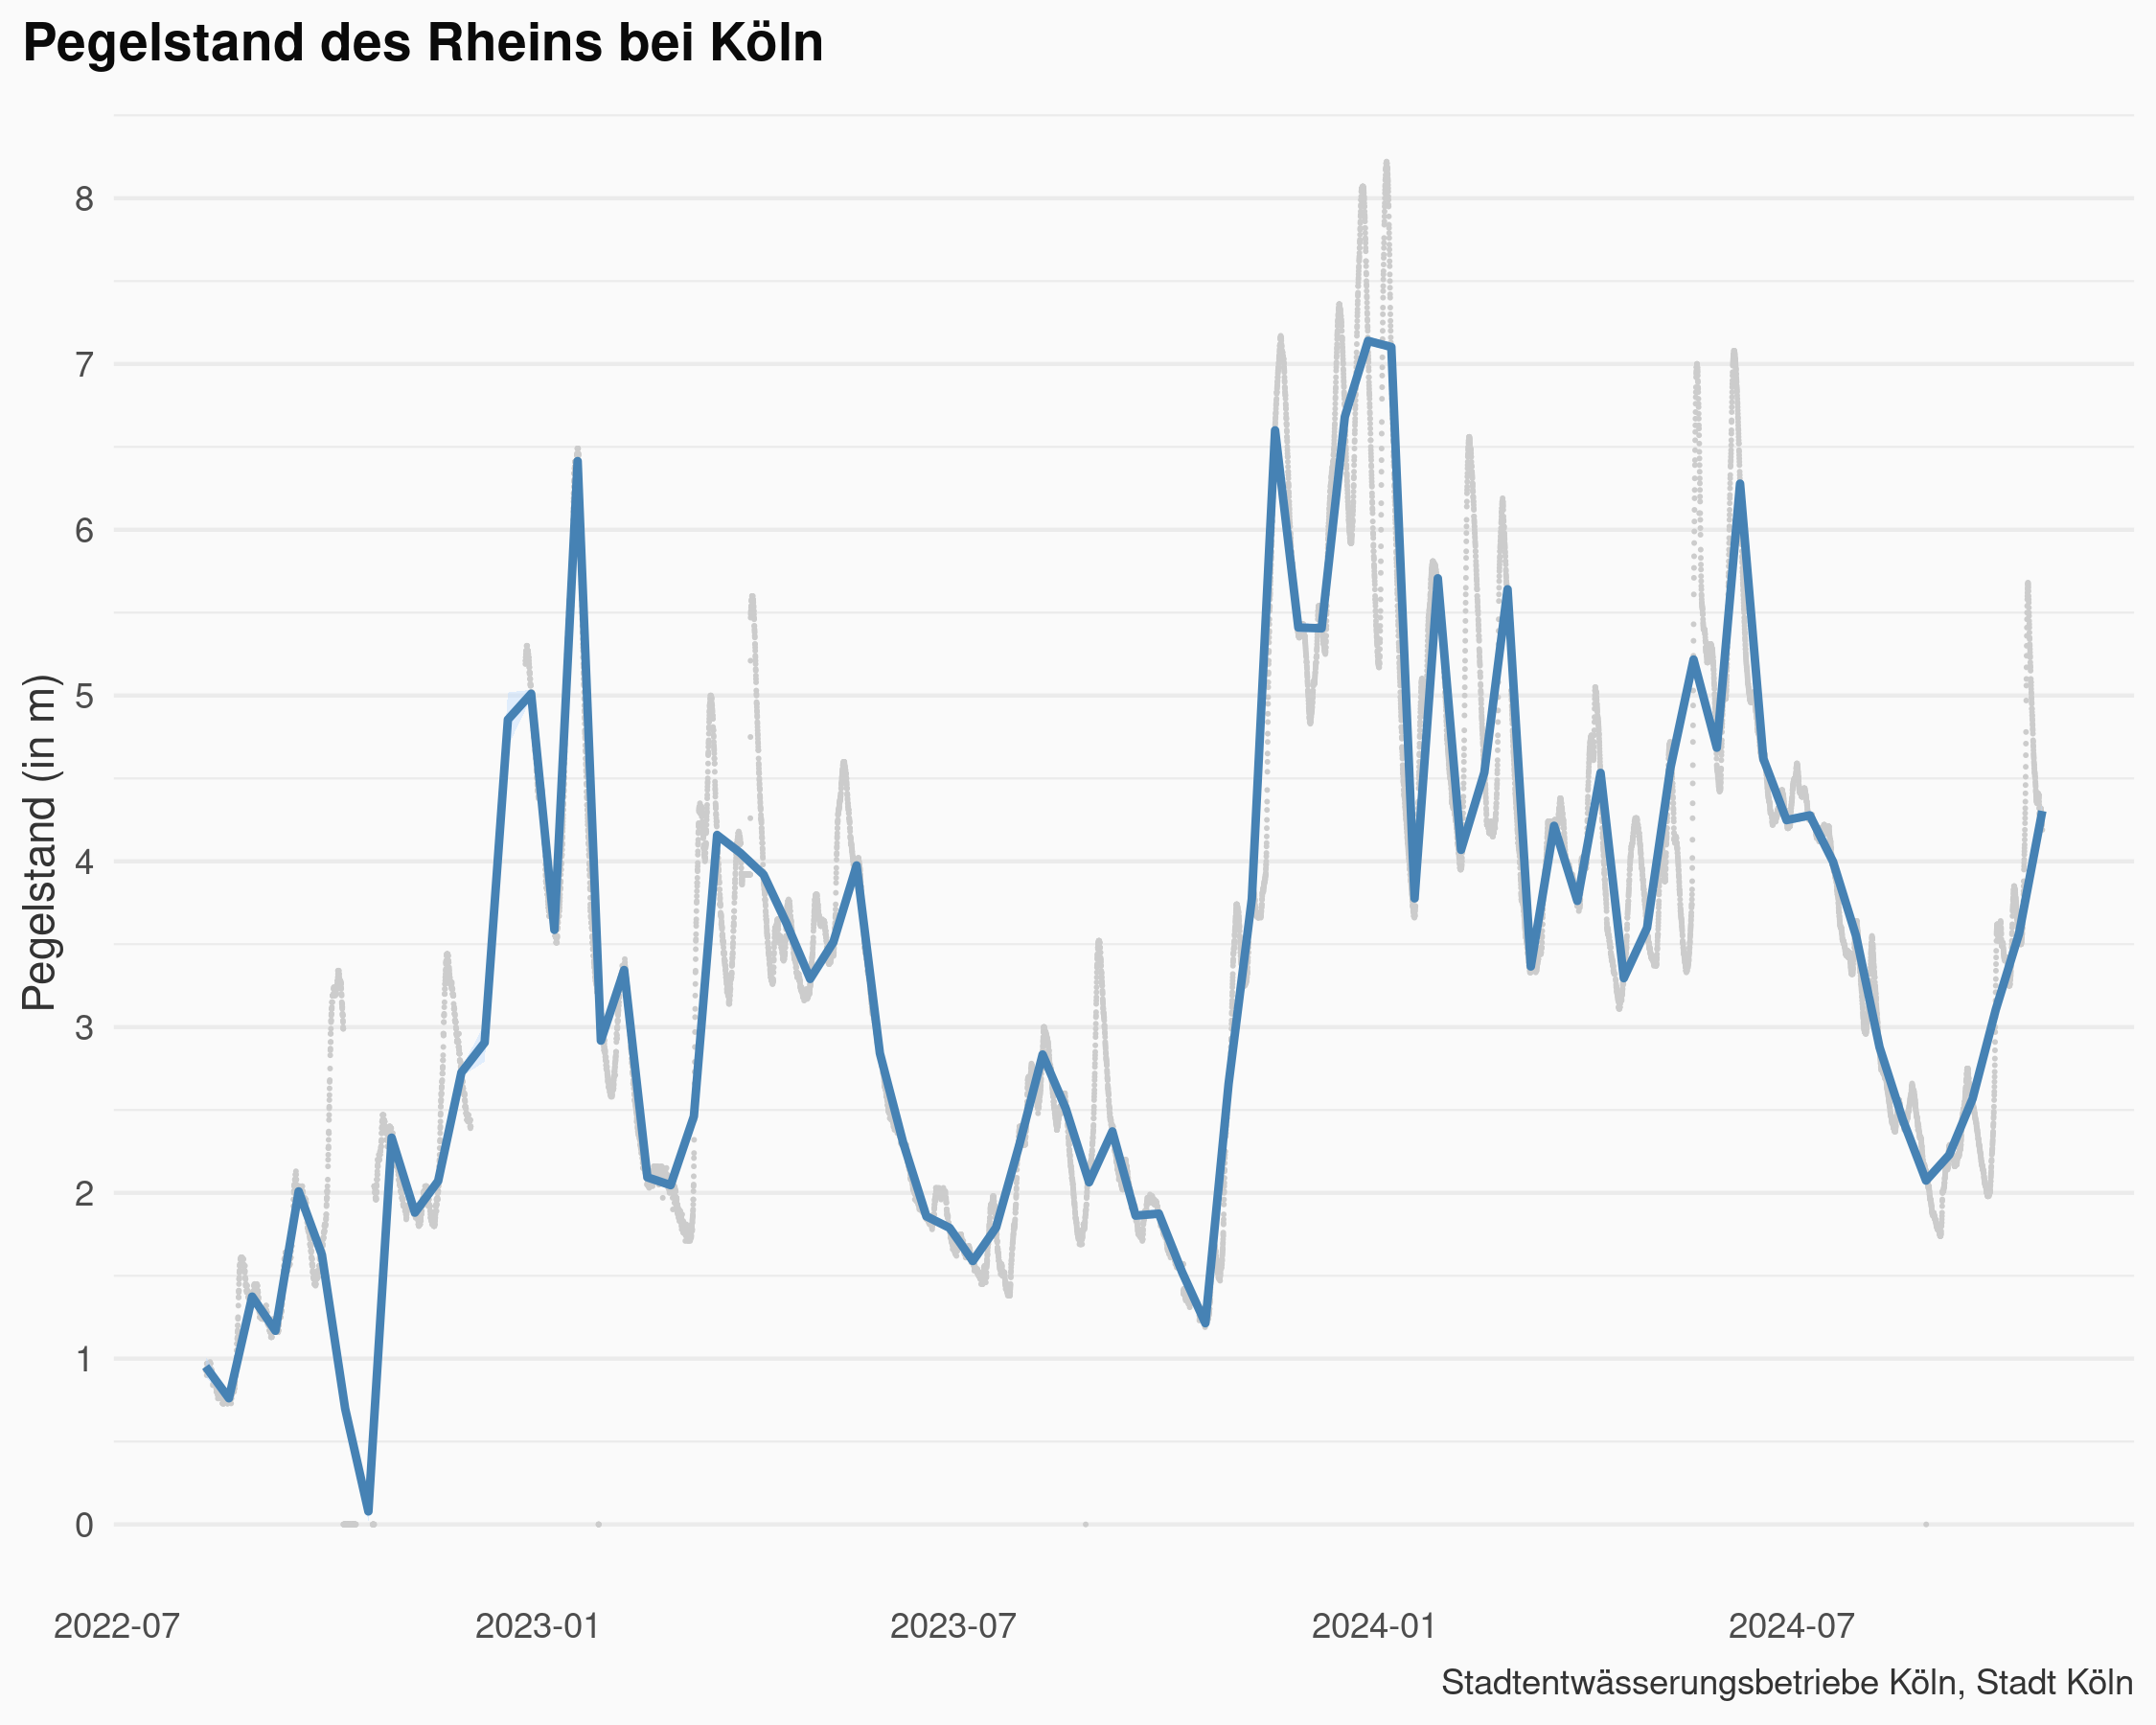 Pegelstand des Rheins bei Köln
Pegelstand (in m)
8
7
6
5
4
3
2
1
0
2022-07 2023-01 2023-07 2024-01 2024-07
Stadtentwässerungsbetriebe Köln, Stadt Köln